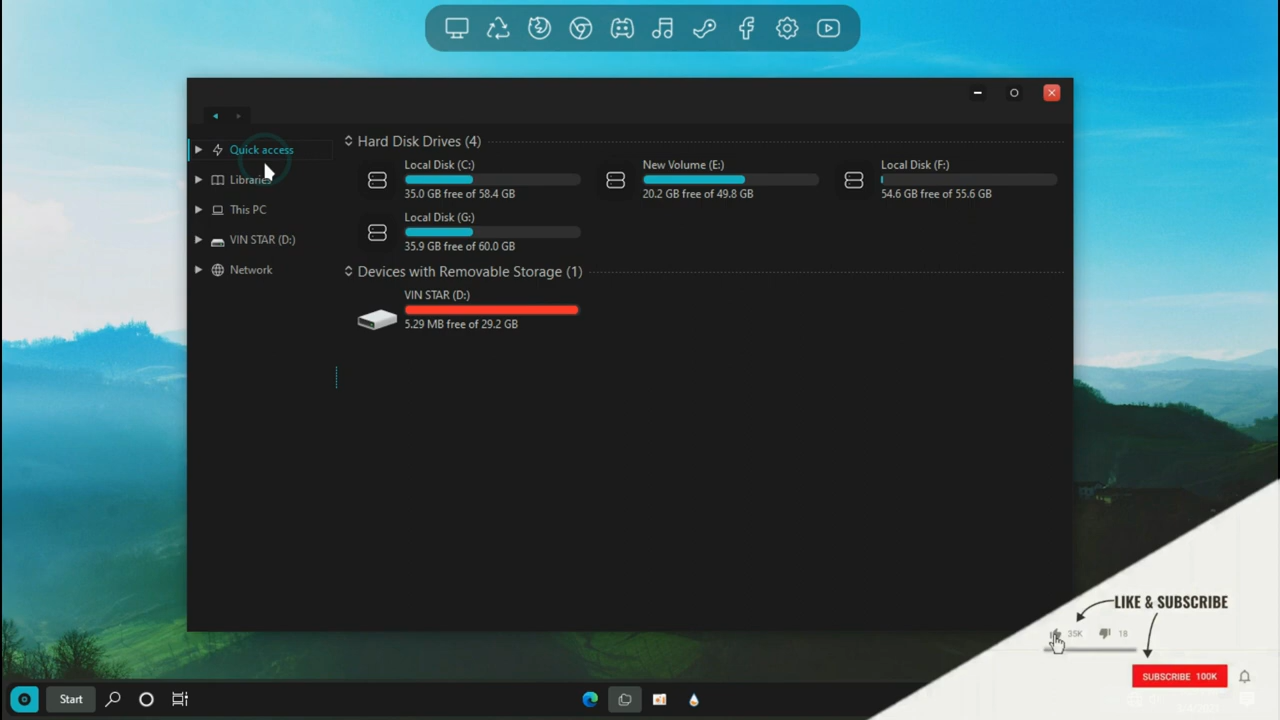 Quick access
Libraries
This PC
VIN STAR (D:)
Network
Hard Disk Drives (4)
Local Disk (C:)
35.0 GB free of 58.4 GB
New Volume (E:)
20.2 GB free of 49.8 GB
Local Disk (F:)
54.6 GB free of 55.6 GB
Local Disk (G:)
35.9 GB free of 60.0 GB
Devices with Removable Storage (1)
VIN STAR (D:)
5.29 MB free of 29.2 GB
LIKE & SUBSCRIBE
35K
18
SUBSCRIBE 100K
Start